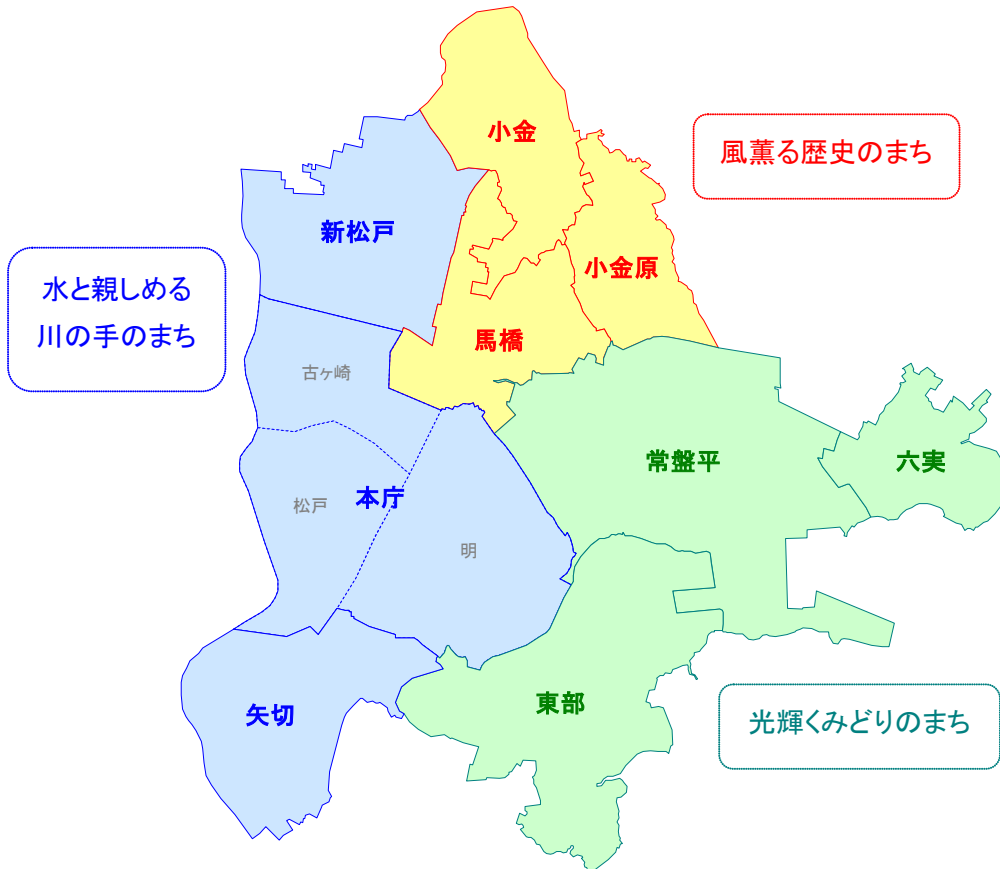 小金
風薫る歴史のまち
新松戸
小金原
水と親しめる
川の手のまち
馬橋
古ヶ崎
常盤平
六実
松戸
本庁
明
東部
矢切
光輝くみどりのまち